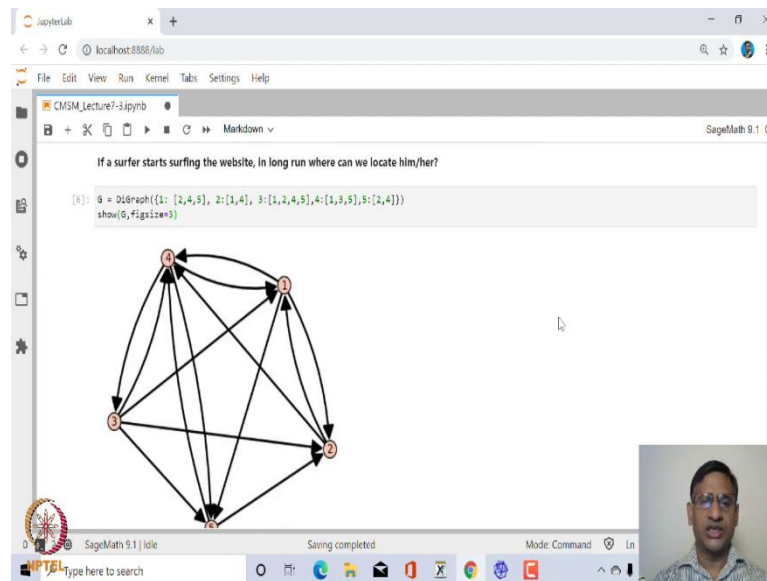 JupyterLab
localhost:8888/lab
File Edit View Run Kernel Tabs Settings Help
CMSM_Lecture7-3.ipynb
Markdown
SageMath 9.1
If a surfer starts surfing the website, in long run where can we locate him/her?
[6]: G = DiGraph({1: [2,4,5], 2:[1,4], 3:[1,2,4,5],4:[1,3,5],5:[2,4]})
show(G,figsize=3)
4
1
3
2
0
SageMath 9.1 | Idle
Saving completed
Mode: Command
Ln
NPTEL
Type here to search